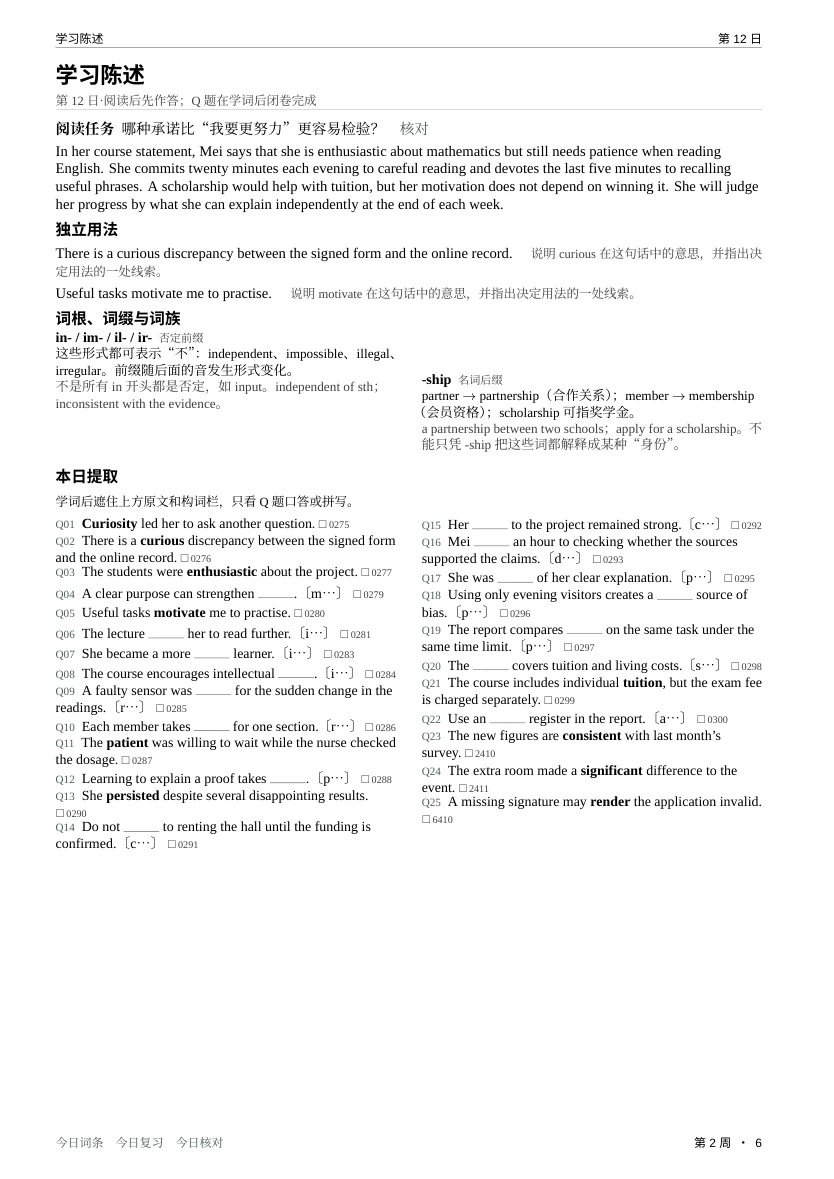 学习陈述 第 12 日
学习陈述
第 12 日·阅读后先作答；Q 题在学词后闭卷完成
阅读任务 哪种承诺比“我要更努力”更容易检验？ 核对
In her course statement, Mei says that she is enthusiastic about mathematics but still needs patience when reading
English. She commits twenty minutes each evening to careful reading and devotes the last five minutes to recalling
useful phrases. A scholarship would help with tuition, but her motivation does not depend on winning it. She will judge
her progress by what she can explain independently at the end of each week.
独立用法
There is a curious discrepancy between the signed form and the online record. 说明 curious 在这句话中的意思，并指出决
定用法的一处线索。
Useful tasks motivate me to practise. 说明 motivate 在这句话中的意思，并指出决定用法的一处线索。
词根、词缀与词族
in- / im- / il- / ir- 否定前缀
这些形式都可表示“不”：independent、impossible、illegal、
irregular。前缀随后面的音发生形式变化。
不是所有 in 开头都是否定，如 input。independent of sth；
inconsistent with the evidence。
-ship 名词后缀
partner → partnership（合作关系）；member → membership
（会员资格）；scholarship 可指奖学金。
a partnership between two schools；apply for a scholarship。不
能只凭 -ship 把这些词都解释成某种“身份”。
本日提取
学词后遮住上方原文和构词栏，只看 Q 题口答或拼写。
Q01 Curiosity led her to ask another question. □ 0275
Q02 There is a curious discrepancy between the signed form
and the online record. □ 0276
Q03 The students were enthusiastic about the project. □ 0277
Q04 A clear purpose can strengthen _____.〔m···〕 □ 0279
Q05 Useful tasks motivate me to practise. □ 0280
Q06 The lecture _____ her to read further.〔i···〕 □ 0281
Q07 She became a more _____ learner.〔i···〕 □ 0283
Q08 The course encourages intellectual _____.〔i···〕 □ 0284
Q09 A faulty sensor was _____ for the sudden change in the
readings.〔r···〕 □ 0285
Q10 Each member takes _____ for one section.〔r···〕 □ 0286
Q11 The patient was willing to wait while the nurse checked
the dosage. □ 0287
Q12 Learning to explain a proof takes _____.〔p···〕 □ 0288
Q13 She persisted despite several disappointing results.
□ 0290
Q14 Do not _____ to renting the hall until the funding is
confirmed.〔c···〕 □ 0291
Q15 Her _____ to the project remained strong.〔c···〕 □ 0292
Q16 Mei _____ an hour to checking whether the sources
supported the claims.〔d···〕 □ 0293
Q17 She was _____ of her clear explanation.〔p···〕 □ 0295
Q18 Using only evening visitors creates a _____ source of
bias.〔p···〕 □ 0296
Q19 The report compares _____ on the same task under the
same time limit.〔p···〕 □ 0297
Q20 The _____ covers tuition and living costs.〔s···〕 □ 0298
Q21 The course includes individual tuition, but the exam fee
is charged separately. □ 0299
Q22 Use an _____ register in the report.〔a···〕 □ 0300
Q23 The new figures are consistent with last month’s
survey. □ 2410
Q24 The extra room made a significant difference to the
event. □ 2411
Q25 A missing signature may render the application invalid.
□ 6410
今日词条 今日复习 今日核对 第 2 周 · 6